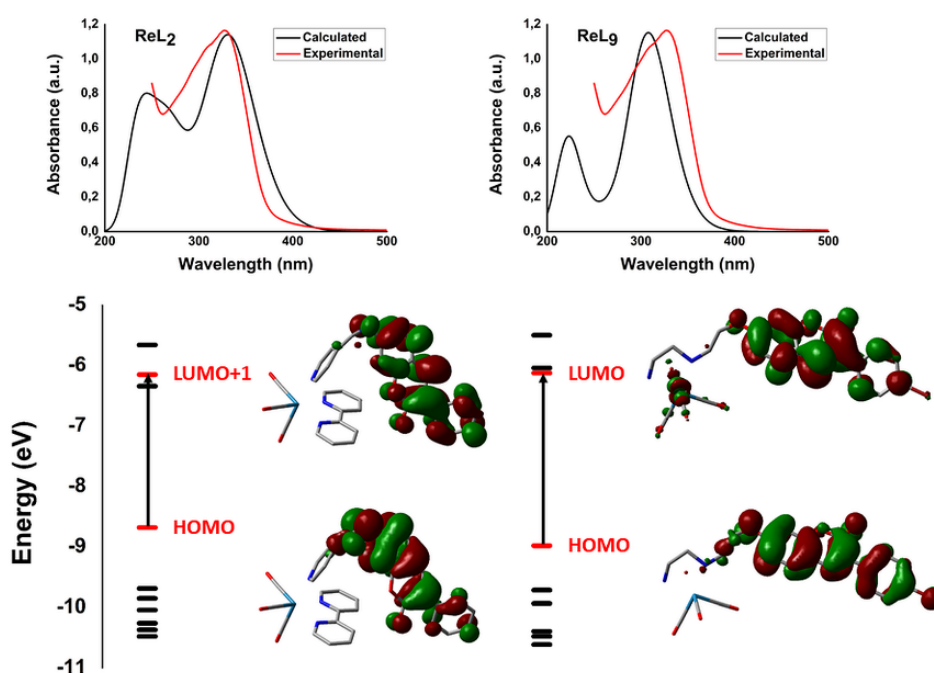 ReL2
Calculated
Experimental
Absorbance (a.u.)
1,2
1,0
0,8
0,6
0,4
0,2
0,0
200 300 400 500
Wavelength (nm)
ReL9
Calculated
Experimental
Absorbance (a.u.)
1,2
1,0
0,8
0,6
0,4
0,2
0,0
200 300 400 500
Wavelength (nm)
Energy (eV)
-5
-6
-7
-8
-9
-10
-11
LUMO+1
HOMO
LUMO
HOMO